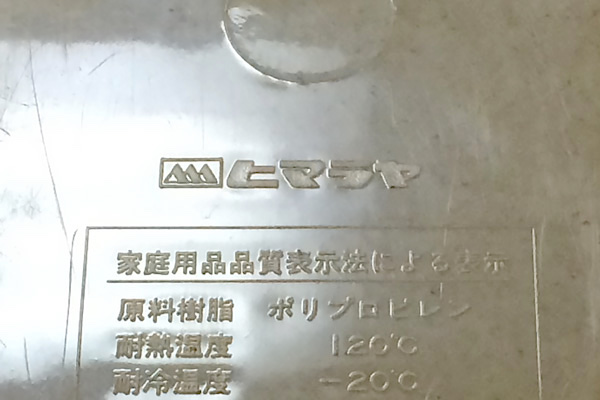 ヒマラヤ
家庭用品品質表示法による表示
原料樹脂 ポリプロピレン
耐熱温度 120℃
耐冷温度 -20℃